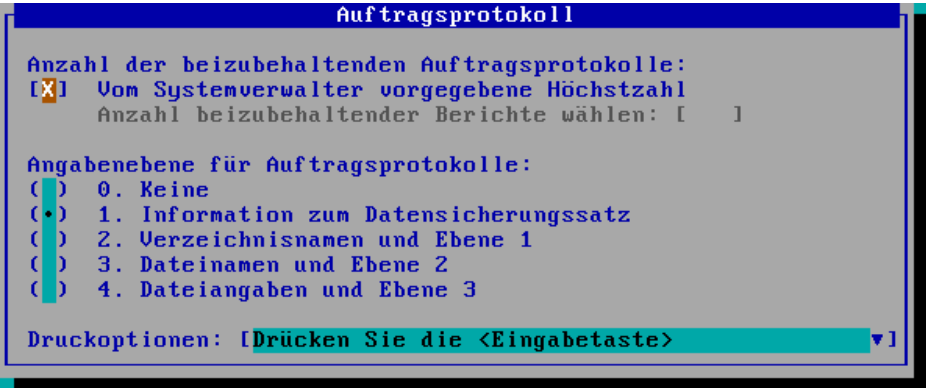 Auftragsprotokoll
Anzahl der beizubehaltenden Auftragsprotokolle:
[X] Vom Systemverwalter vorgegebene Höchstzahl
Anzahl beizubehaltender Berichte wählen: [ ]
Angabenebene für Auftragsprotokolle:
( ) 0. Keine
(•) 1. Information zum Datensicherungssatz
( ) 2. Verzeichnisnamen und Ebene 1
( ) 3. Dateinamen und Ebene 2
( ) 4. Dateiangaben und Ebene 3
Druckoptionen: [Drücken Sie die <Eingabetaste> ▼]